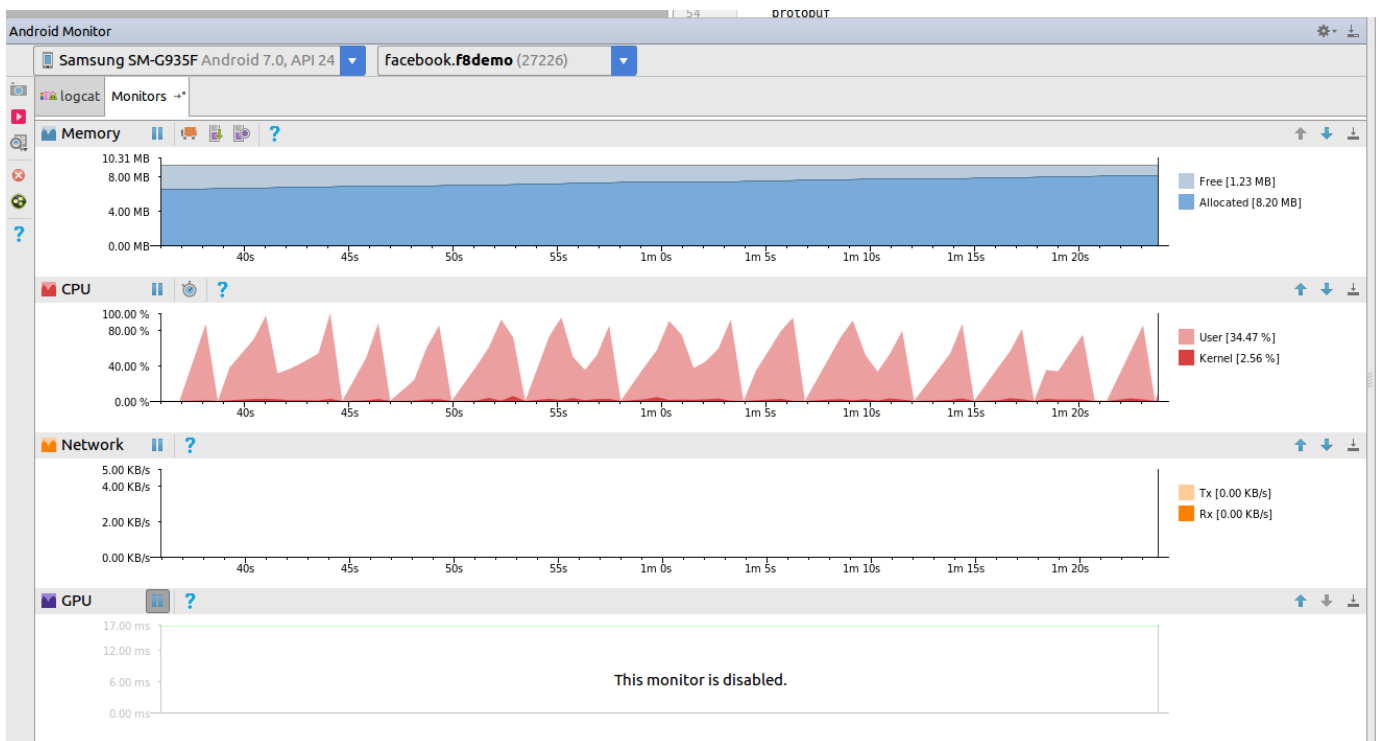 54 protobuf
Android Monitor
Samsung SM-G935F Android 7.0, API 24 facebook.f8demo (27226)
logcat Monitors
Memory ?
10.31 MB
8.00 MB
4.00 MB
0.00 MB
Free [1.23 MB]
Allocated [8.20 MB]
40s 45s 50s 55s 1m 0s 1m 5s 1m 10s 1m 15s 1m 20s
?
CPU ?
100.00 %
80.00 %
40.00 %
0.00 %
User [34.47 %]
Kernel [2.56 %]
40s 45s 50s 55s 1m 0s 1m 5s 1m 10s 1m 15s 1m 20s
Network ?
5.00 KB/s
4.00 KB/s
2.00 KB/s
0.00 KB/s
Tx [0.00 KB/s]
Rx [0.00 KB/s]
40s 45s 50s 55s 1m 0s 1m 5s 1m 10s 1m 15s 1m 20s
GPU ?
17.00 ms
12.00 ms
6.00 ms
0.00 ms
This monitor is disabled.